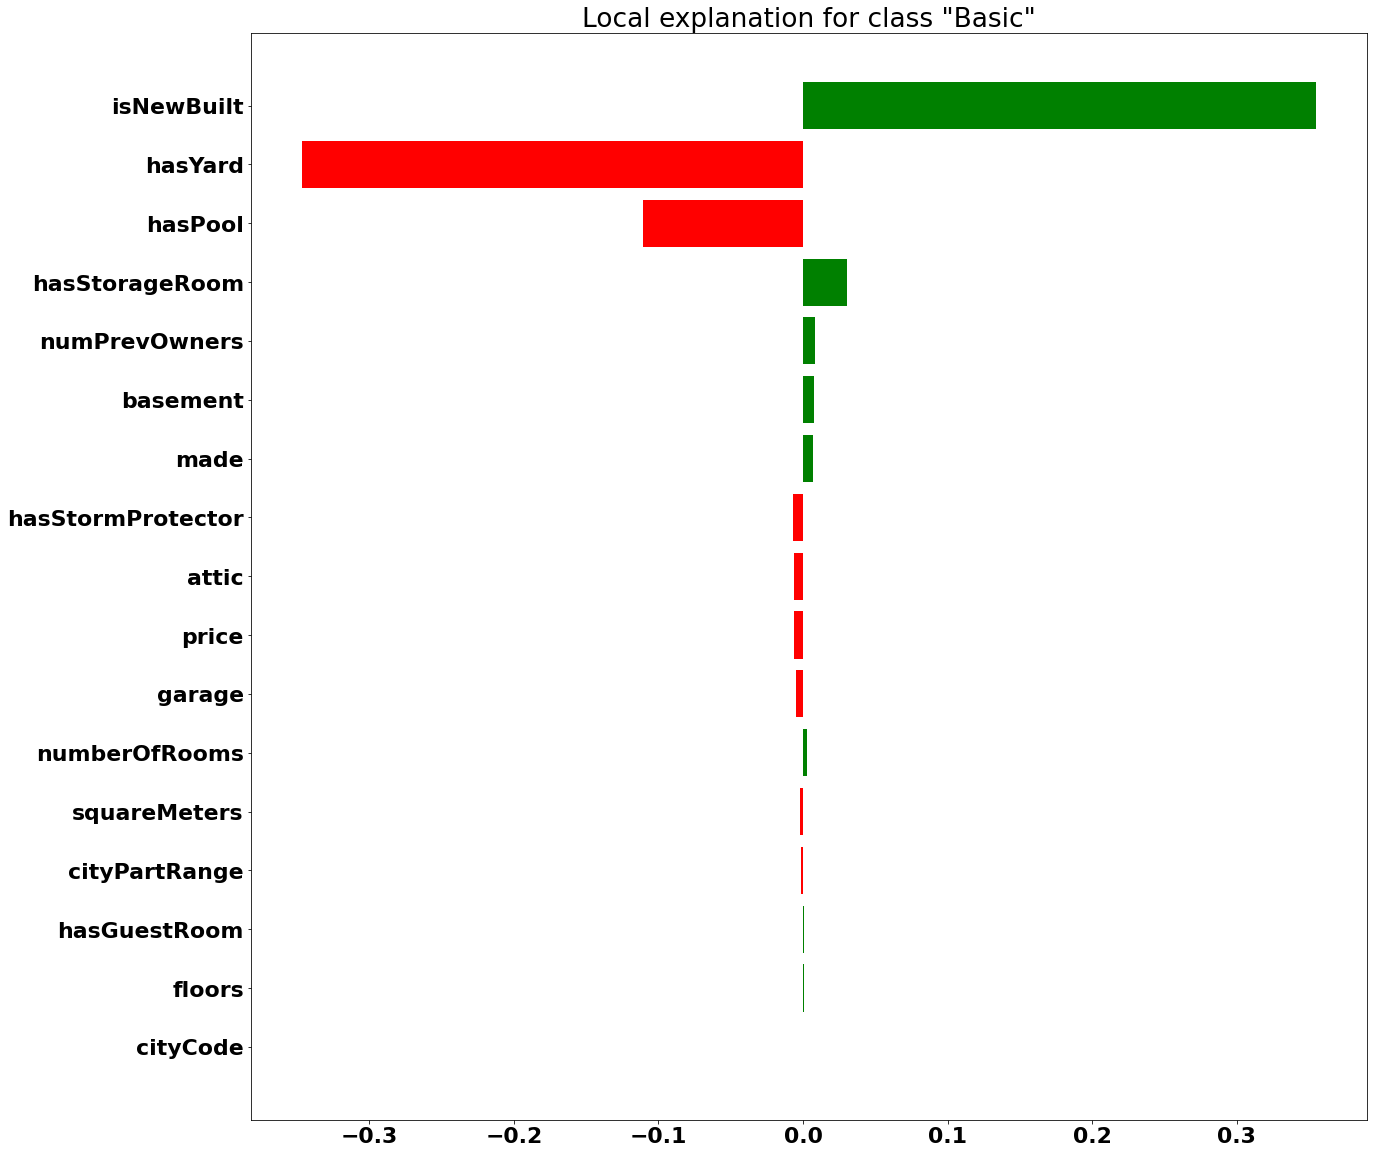 Local explanation for class "Basic"
isNewBuilt
hasYard
hasPool
hasStorageRoom
numPrevOwners
basement
made
hasStormProtector
attic
price
garage
numberOfRooms
squareMeters
cityPartRange
hasGuestRoom
floors
cityCode
−0.3 −0.2 −0.1 0.0 0.1 0.2 0.3